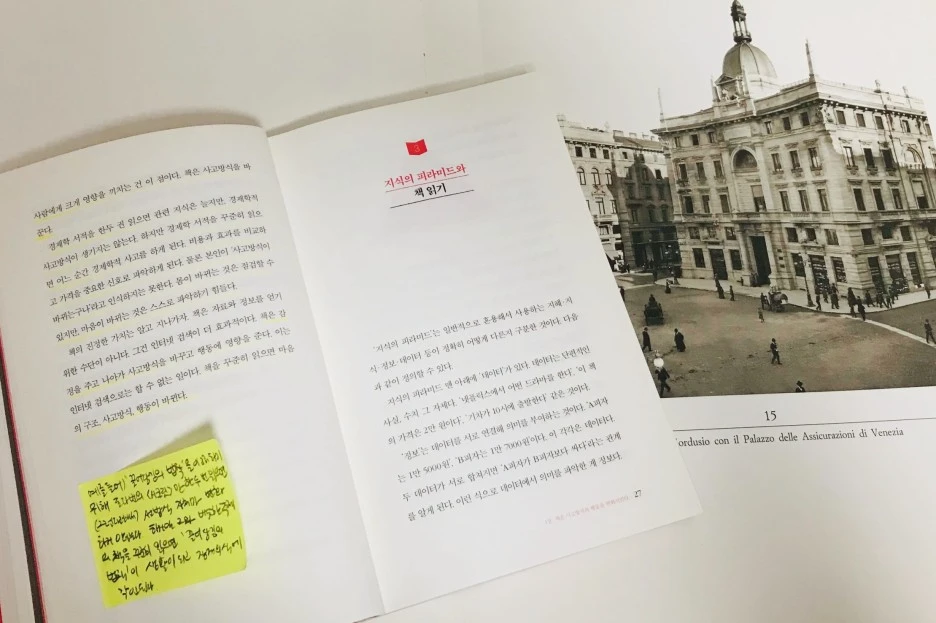 사람에게 크게 영향을 끼치는 건 이 점이다. 책은 사고방식을 바
꾼다.
경제학 서적을 한두 권 읽으면 관련 지식은 늘지만, 경제학적
사고방식이 생기지는 않는다. 하지만 경제학 서적을 꾸준히 읽으
면 어느 순간 경제학적 사고를 하게 된다. 비용과 효과를 비교하
고 가격을 중요한 신호로 파악하게 된다. 물론 본인이 '사고방식이
바뀌는구나'라고 인식하지는 못한다. 몸이 바뀌는 것은 점검할 수
있지만, 마음이 바뀌는 것은 스스로 파악하기 힘들다.
책의 진정한 가치는 알고 지나가자. 책은 자료와 정보를 얻기
위한 수단이 아니다. 그건 인터넷 검색이 더 효과적이다. 책은 감
정을 주고 나아가 사고방식을 바꾸고 행동에 영향을 준다. 이는
인터넷 검색으로는 할 수 없는 일이다. 책을 꾸준히 읽으면 마음
의 구조, 사고방식, 행동이 바뀐다.
3
지식의 피라미드와
책 읽기
'지식의 피라미드'는 일반적으로 혼용해서 사용하는 지혜·지
식·정보·데이터 등이 정확히 어떻게 다른지 구분한 것이다. 다음
과 같이 정의할 수 있다.
지식의 피라미드 맨 아래에 '데이터'가 있다. 데이터는 단편적인
사실, 수치 그 자체다. '넷플릭스에서 어떤 드라마를 한다.' '이 책
의 가격은 2만 원이다.' '기차가 10시에 출발한다' 같은 것이다.
'정보'는 데이터를 서로 연결해 의미를 부여하는 것이다. 'A피자
는 1만 5000원', 'B피자는 1만 7000원'이다. 이 각각은 데이터다.
두 데이터가 서로 합쳐지면 'A피자가 B피자보다 싸다'라는 관계
를 알게 된다. 이런 식으로 데이터에서 의미를 파악한 게 정보다.
27
15
ordusio con il Palazzo delle Assicurazioni di Venezia